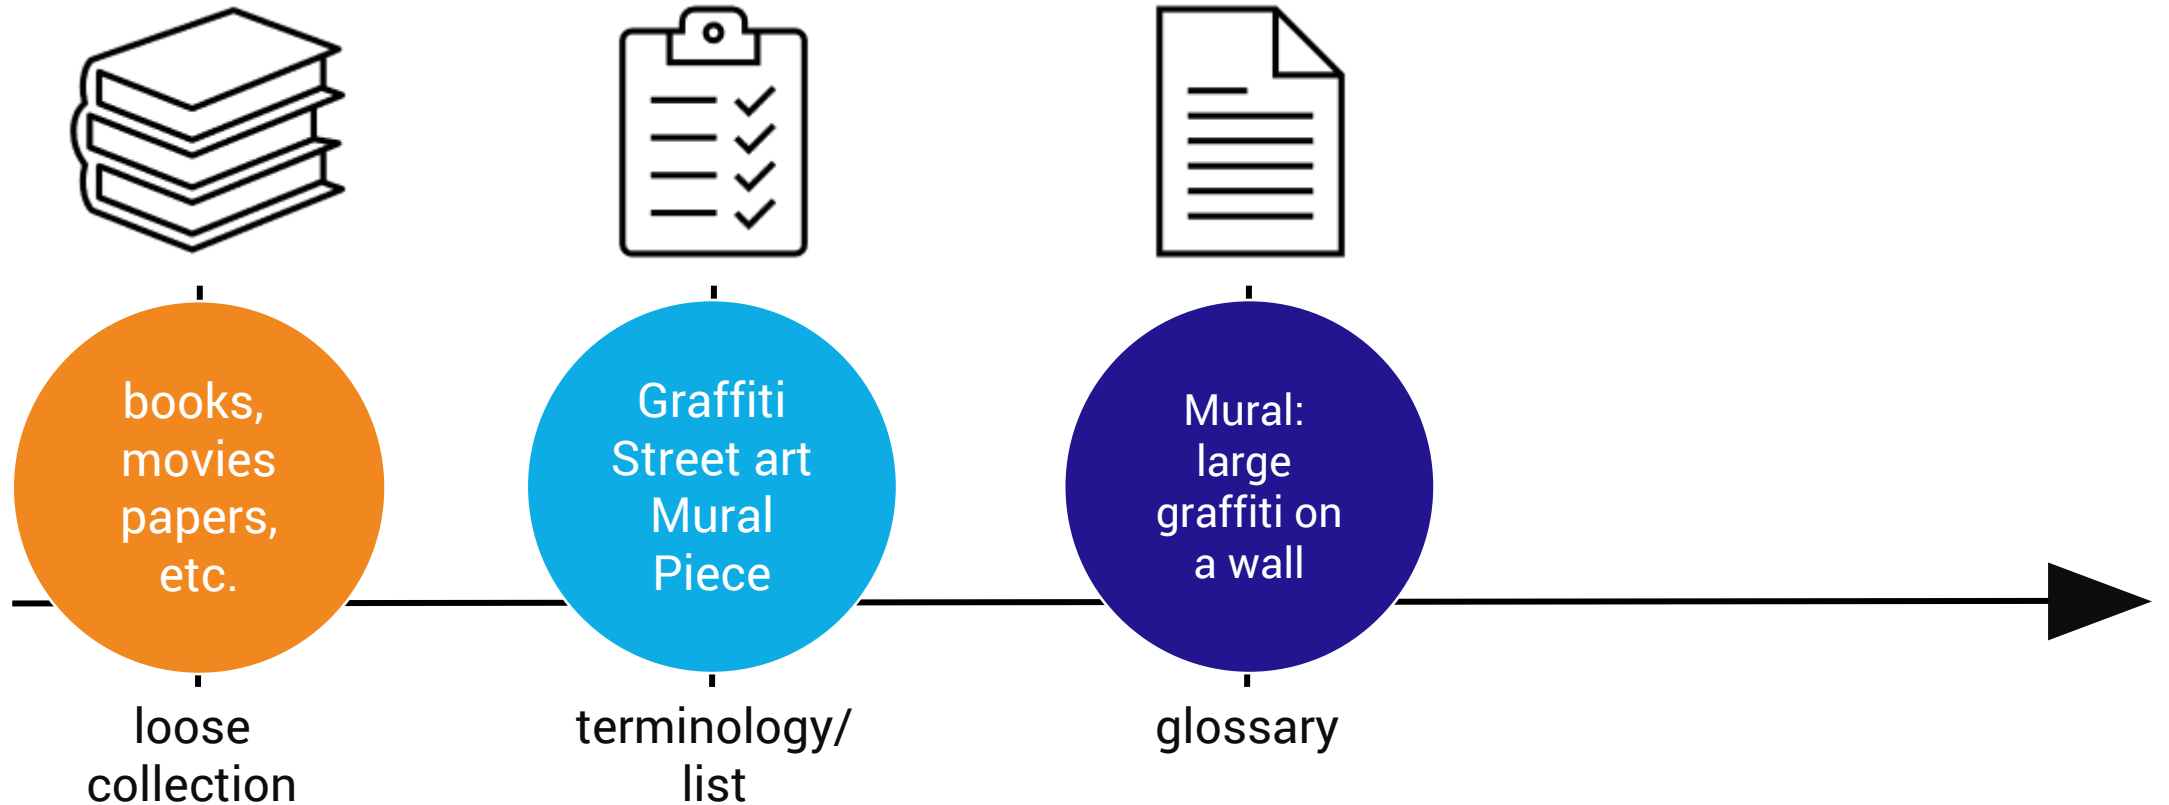 books,
movies
papers,
etc.
loose
collection
Graffiti
Street art
Mural
Piece
terminology/
list
Mural:
large
graffiti on
a wall
glossary